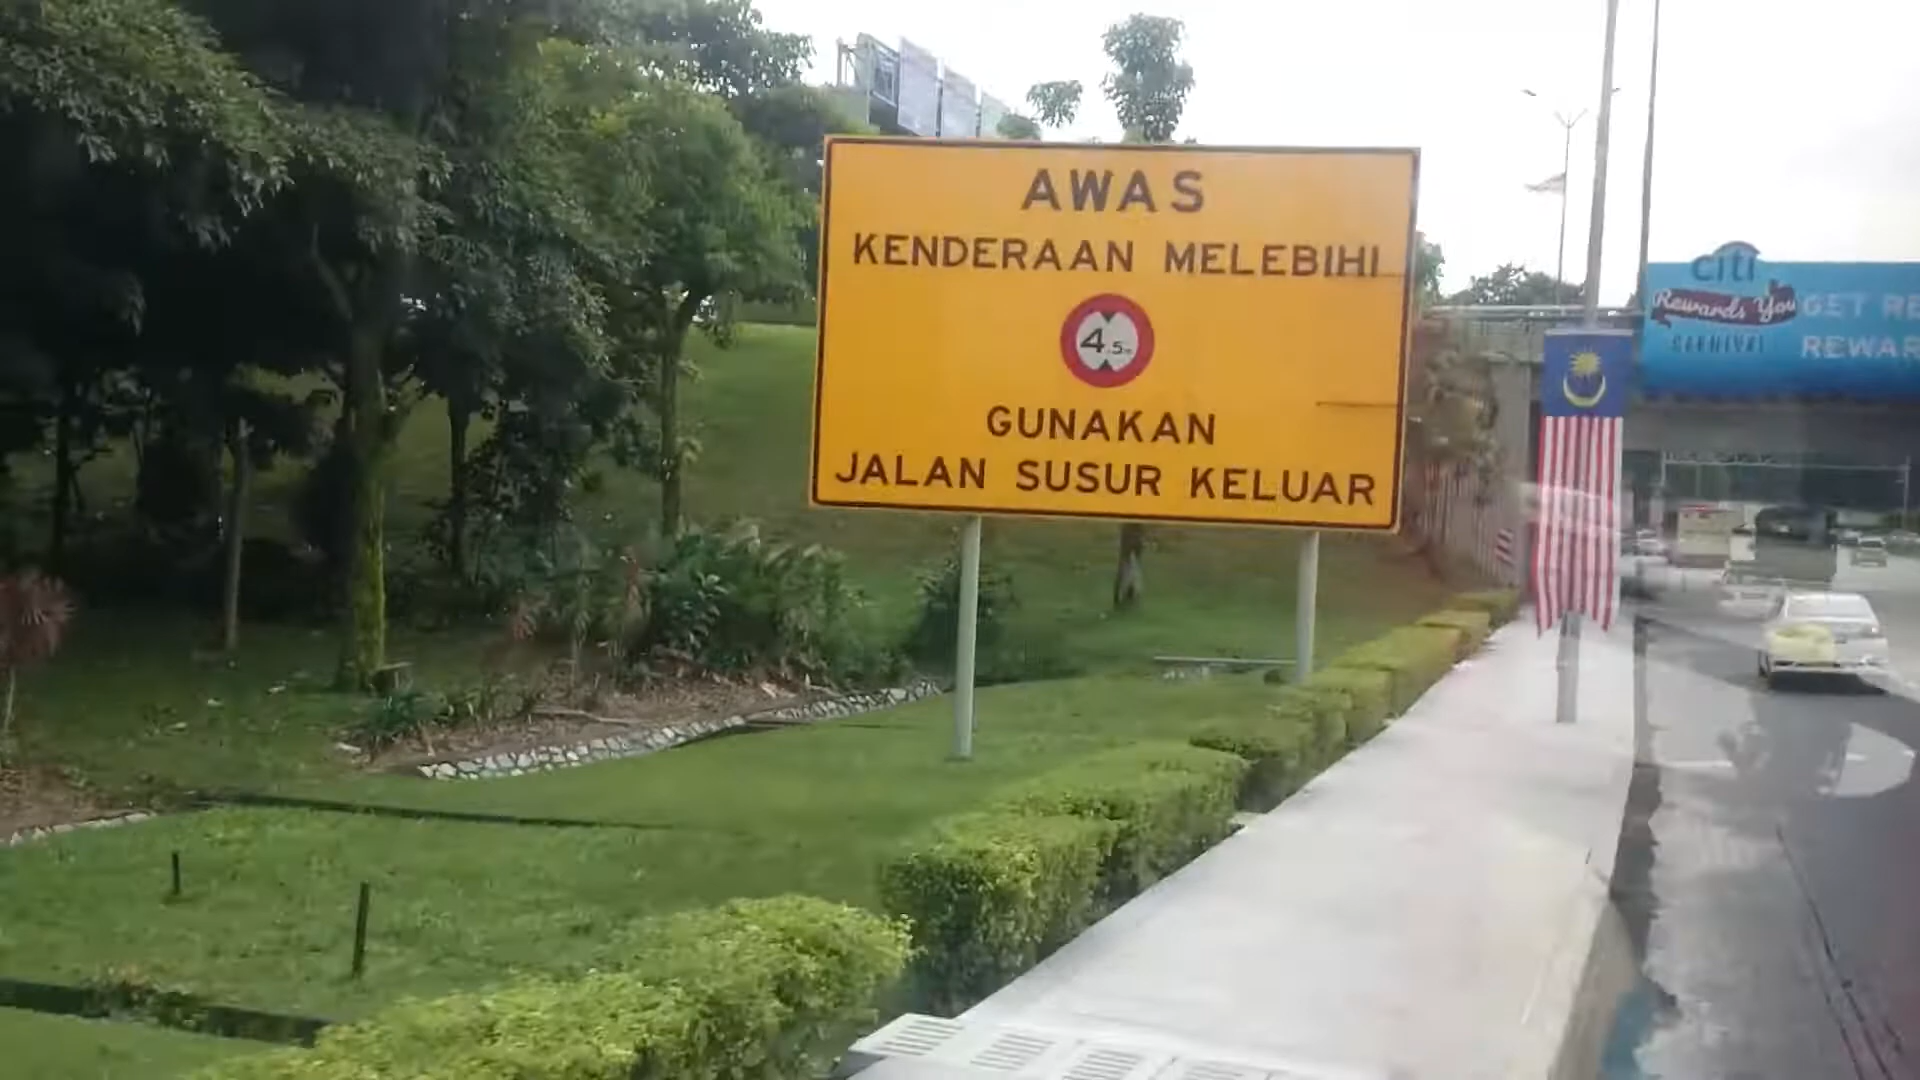 AWAS
KENDERAAN MELEBIHI
4.5m
GUNAKAN
JALAN SUSUR KELUAR
citi
Rewards You
CARNIVAL
GET RE
REWAR